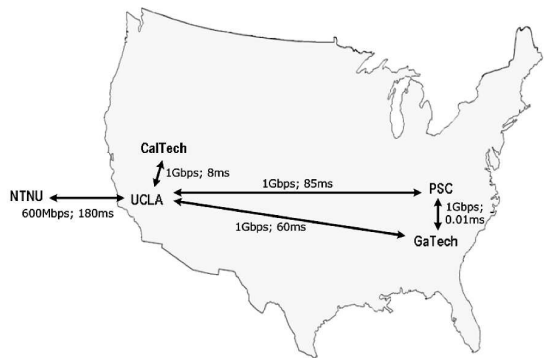 CalTech
1Gbps; 8ms
NTNU
600Mbps; 180ms
UCLA
1Gbps; 85ms
1Gbps; 60ms
PSC
1Gbps;
0.01ms
GaTech